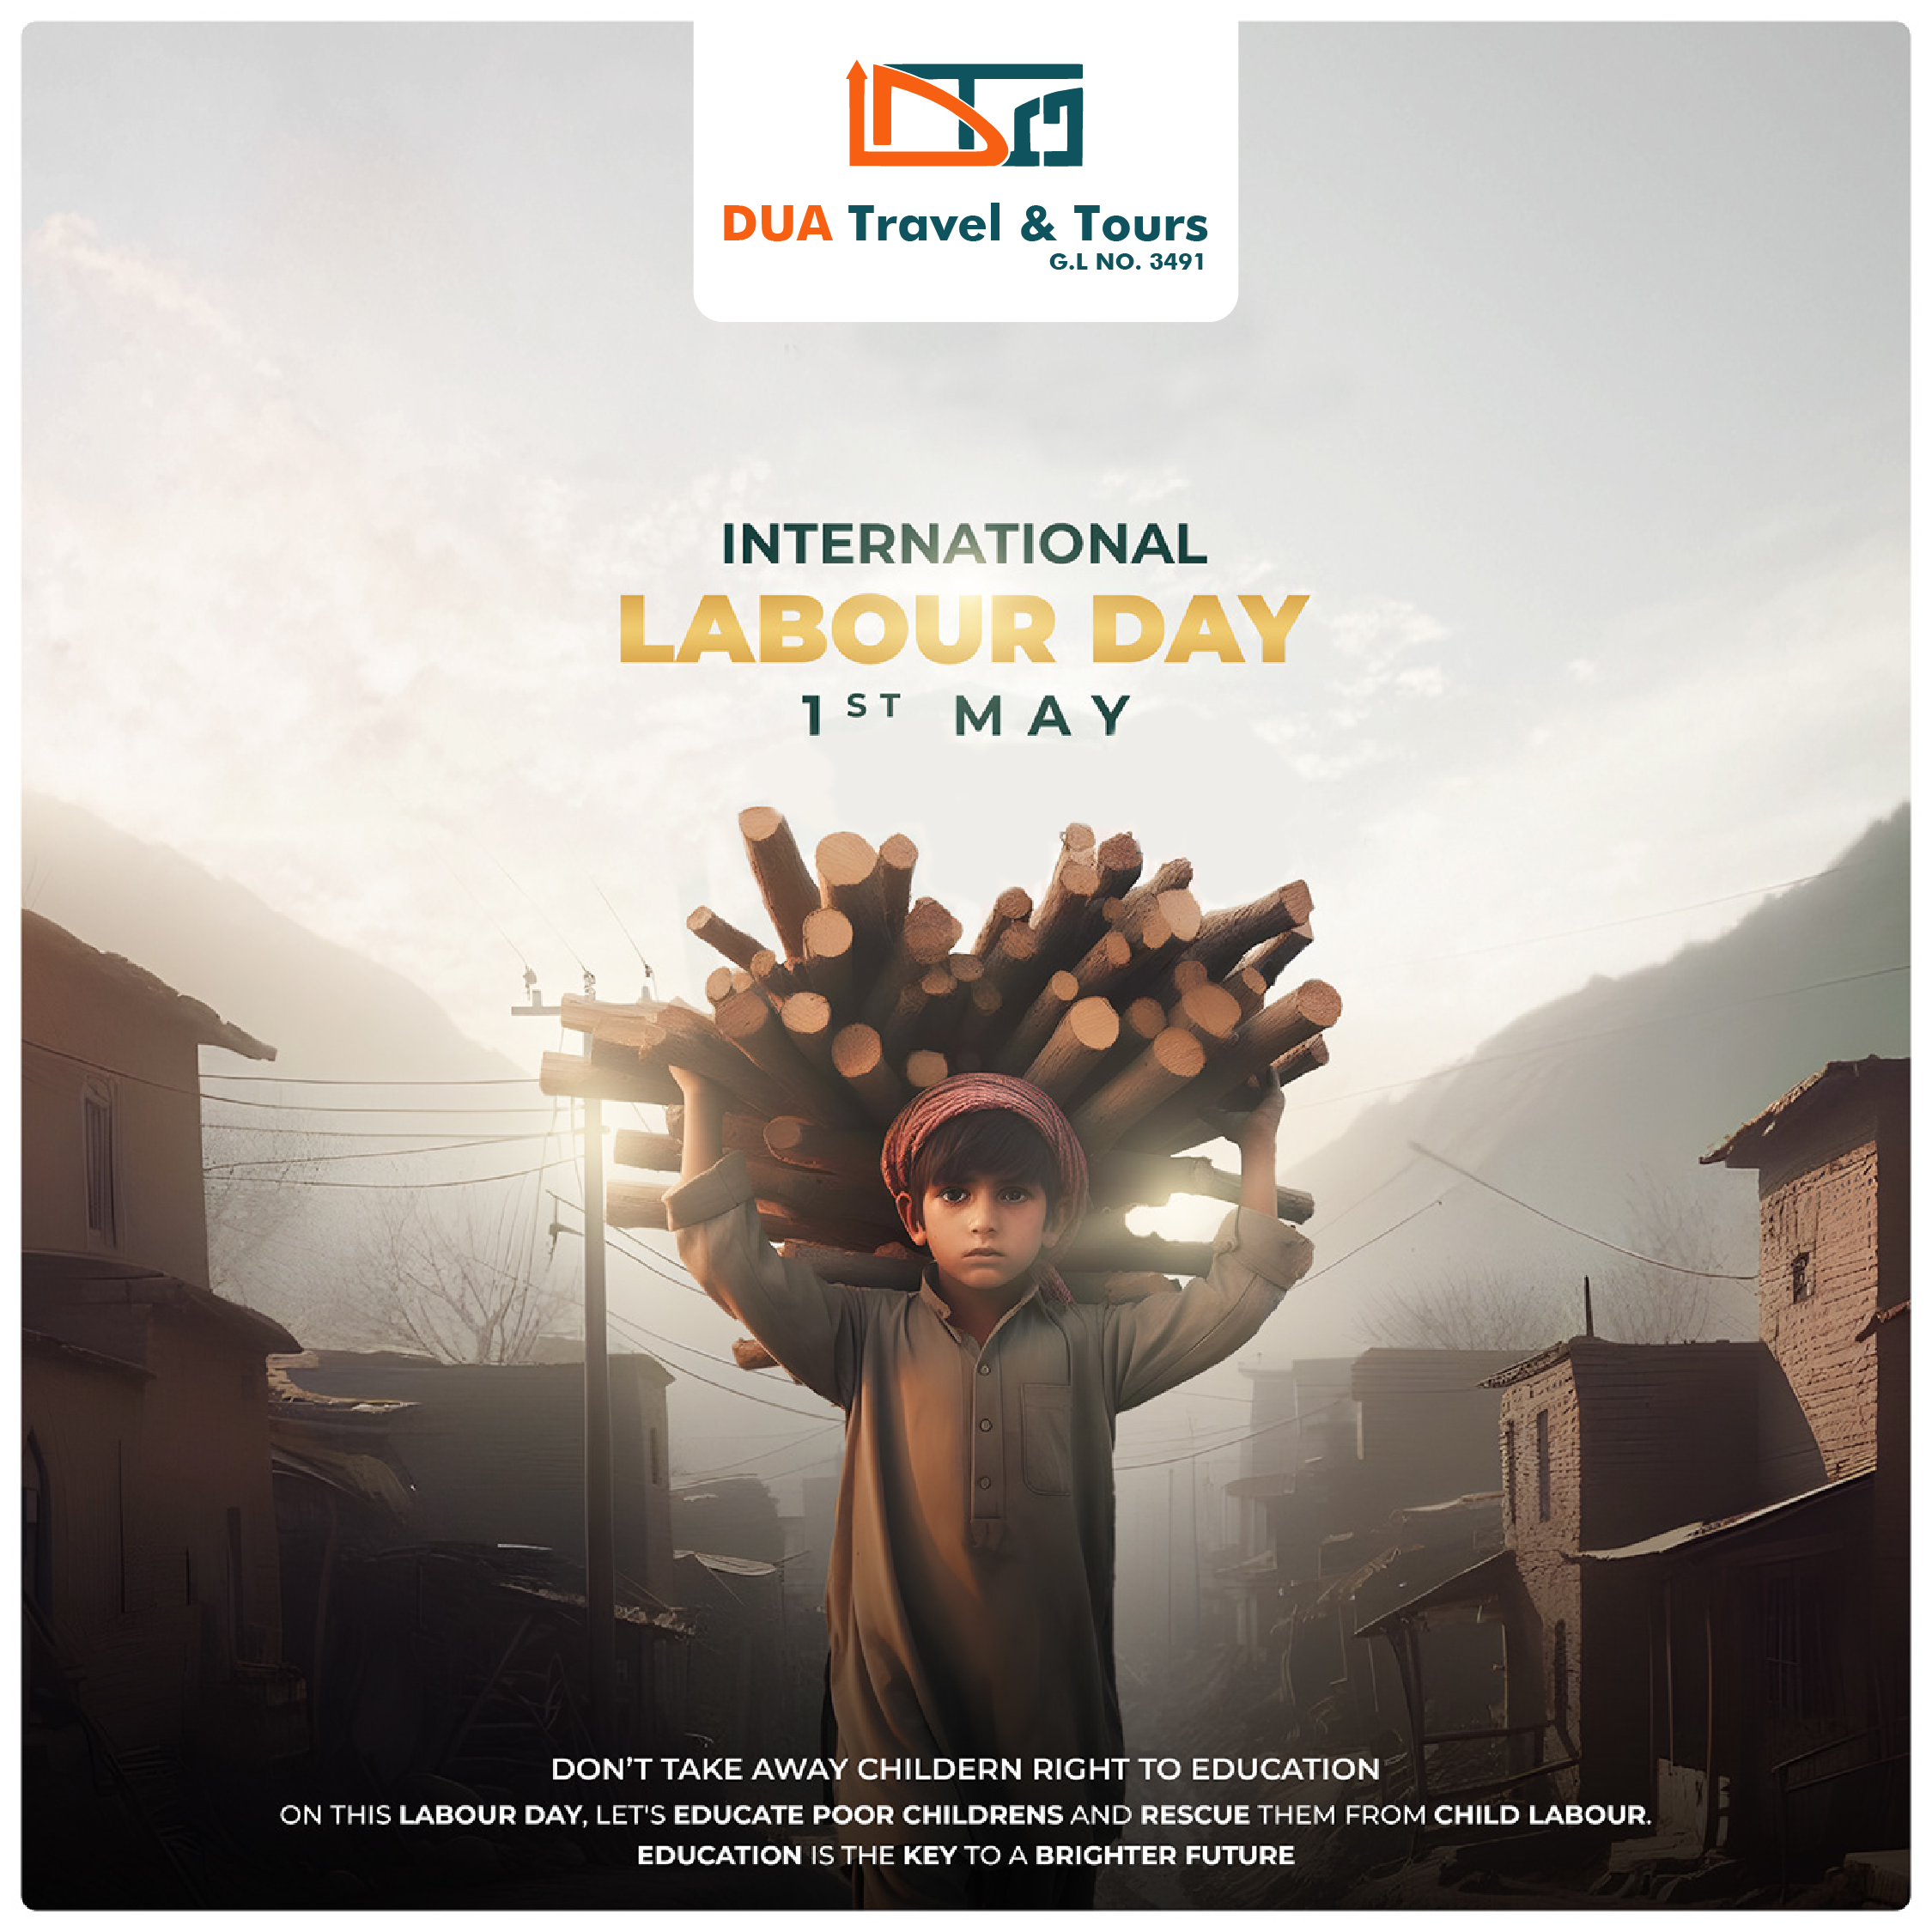 DUA Travel & Tours
G.L NO. 3491
INTERNATIONAL
LABOUR DAY
1ST MAY
DON'T TAKE AWAY CHILDERN RIGHT TO EDUCATION
ON THIS LABOUR DAY, LET'S EDUCATE POOR CHILDRENS AND RESCUE THEM FROM CHILD LABOUR.
EDUCATION IS THE KEY TO A BRIGHTER FUTURE